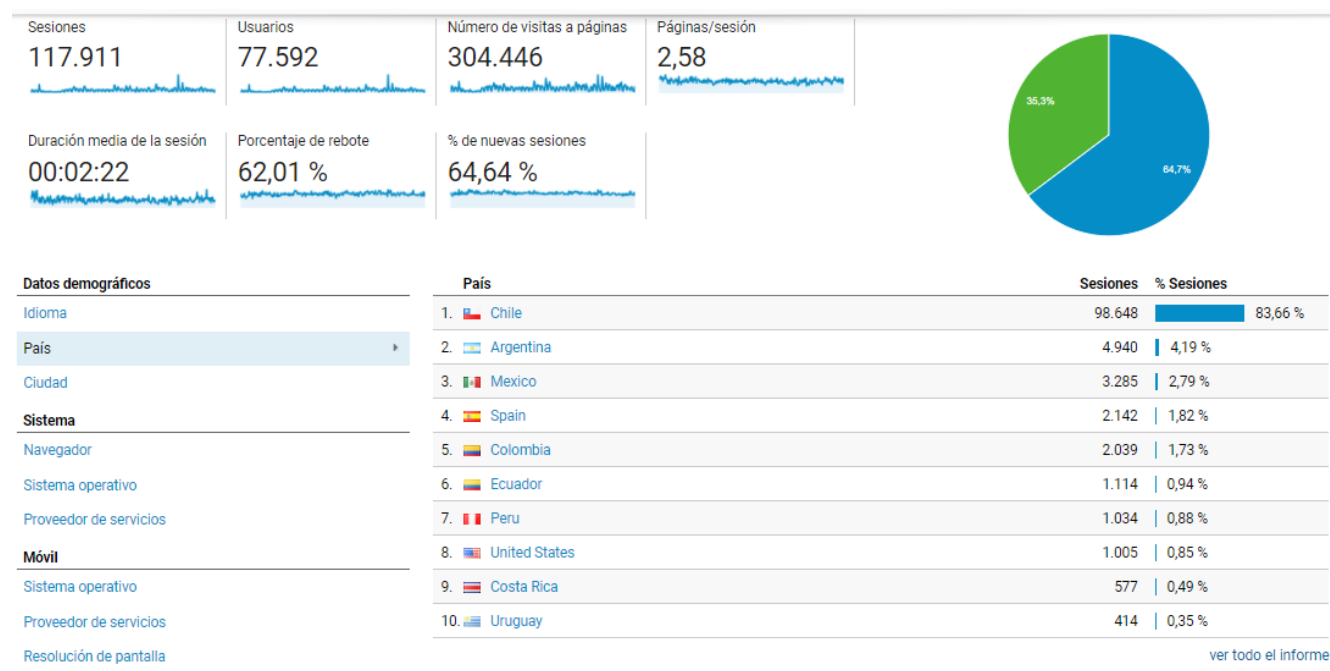 Sesiones
117.911
Usuarios
77.592
Número de visitas a páginas
304.446
Páginas/sesión
2,58
35,3%
64,7%
Duración media de la sesión
00:02:22
Porcentaje de rebote
62,01 %
% de nuevas sesiones
64,64 %
Datos demográficos
Idioma
País
Ciudad
Sistema
Navegador
Sistema operativo
Proveedor de servicios
Móvil
Sistema operativo
Proveedor de servicios
Resolución de pantalla
País Sesiones % Sesiones
1. Chile 98.648 83,66 %
2. Argentina 4.940 4,19 %
3. Mexico 3.285 2,79 %
4. Spain 2.142 1,82 %
5. Colombia 2.039 1,73 %
6. Ecuador 1.114 0,94 %
7. Peru 1.034 0,88 %
8. United States 1.005 0,85 %
9. Costa Rica 577 0,49 %
10. Uruguay 414 0,35 %
ver todo el informe